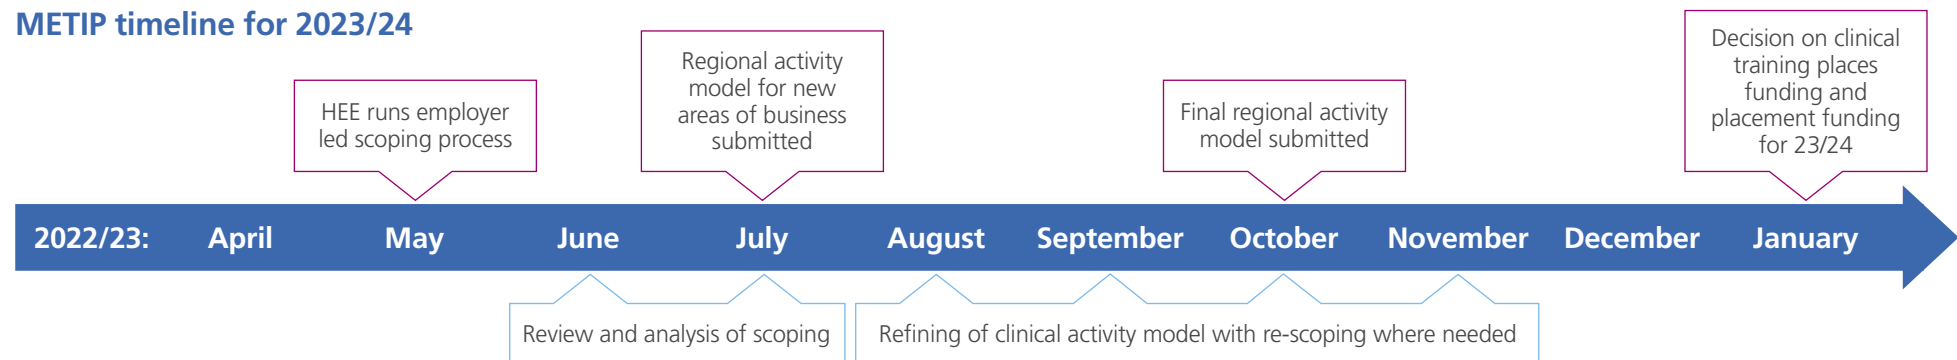 METIP timeline for 2023/24
HEE runs employer
led scoping process
Regional activity
model for new
areas of business
submitted
Final regional activity
model submitted
Decision on clinical
training places
funding and
placement funding
for 23/24
2022/23: April May June July August September October November December January
Review and analysis of scoping
Refining of clinical activity model with re-scoping where needed